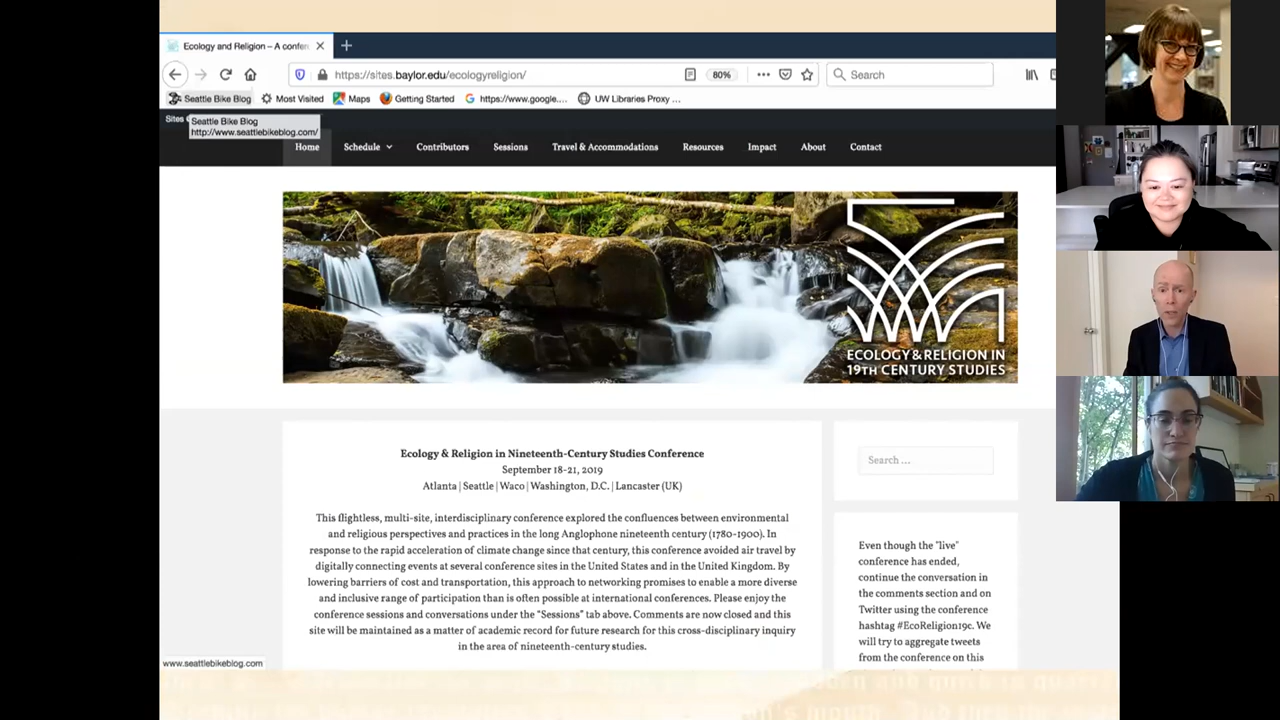 Ecology and Religion – A confer
https://sites.baylor.edu/ecologyreligion/
80%
Search
Seattle Bike Blog
Most Visited
Maps
Getting Started
https://www.google....
UW Libraries Proxy ...
Sites
Seattle Bike Blog
http://www.seattlebikeblog.com/
Home
Schedule
Contributors
Sessions
Travel & Accommodations
Resources
Impact
About
Contact
ECOLOGY & RELIGION IN
19TH CENTURY STUDIES
Ecology & Religion in Nineteenth-Century Studies Conference
September 18-21, 2019
Atlanta | Seattle | Waco | Washington, D.C. | Lancaster (UK)
This flightless, multi-site, interdisciplinary conference explored the confluences between environmental
and religious perspectives and practices in the long Anglophone nineteenth century (1780-1900). In
response to the rapid acceleration of climate change since that century, this conference avoided air travel by
digitally connecting events at several conference sites in the United States and in the United Kingdom. By
lowering barriers of cost and transportation, this approach to networking promises to enable a more diverse
and inclusive range of participation than is often possible at international conferences. Please enjoy the
conference sessions and conversations under the "Sessions" tab above. Comments are now closed and this
site will be maintained as a matter of academic record for future research for this cross-disciplinary inquiry
in the area of nineteenth-century studies.
Search ...
Even though the "live"
conference has ended,
continue the conversation in
the comments section and on
Twitter using the conference
hashtag #EcoReligion19c. We
will try to aggregate tweets
from the conference on this
www.seattlebikeblog.com